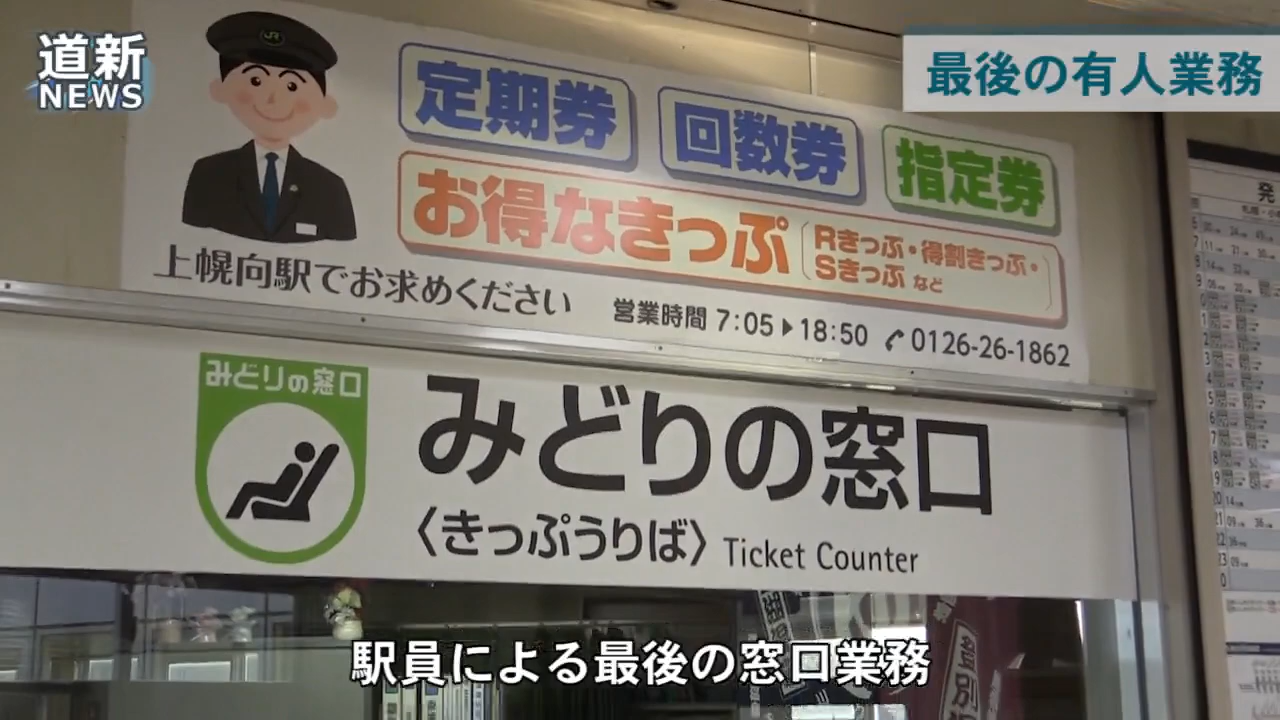 道新
NEWS
最後の有人業務
JR
定期券 回数券 指定券
お得なきっぷ
Rきっぷ・得割きっぷ・
Sきっぷ など
上幌向駅でお求めください
営業時間 7:05▶18:50 0126-26-1862
みどりの窓口
みどりの窓口
〈きっぷうりば〉 Ticket Counter
発
駅員による最後の窓口業務